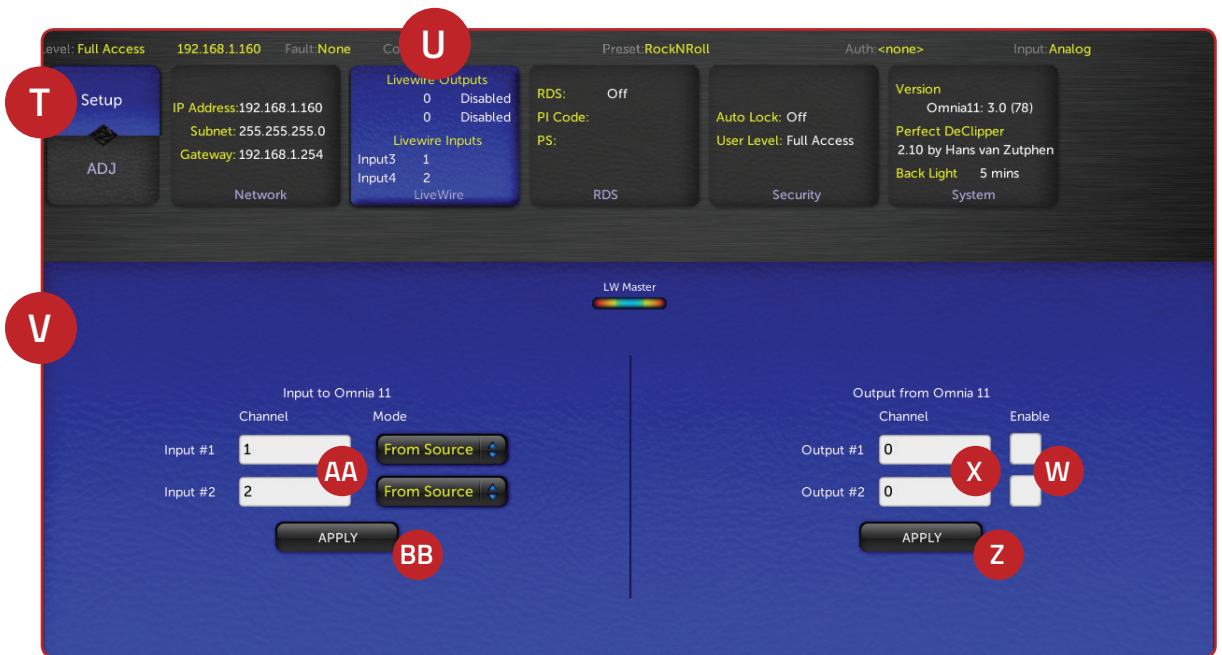 evel: Full Access 192.168.1.160 Fault:None Co Preset:RockNRoll Auth:<none> Input:Analog
U
T
Setup
ADJ
IP Address:192.168.1.160
Subnet: 255.255.255.0
Gateway: 192.168.1.254
Network
Livewire Outputs
0 Disabled
0 Disabled
Livewire Inputs
Input3 1
Input4 2
LiveWire
RDS: Off
PI Code:
PS:
RDS
Auto Lock: Off
User Level: Full Access
Security
Version
Omnia11: 3.0 (78)
Perfect DeClipper
2.10 by Hans van Zutphen
Back Light 5 mins
System
LW Master
V
Input to Omnia 11
Channel Mode
Input #1 1 From Source
AA
Input #2 2 From Source
APPLY
BB
Output from Omnia 11
Channel Enable
Output #1 0
X W
Output #2 0
APPLY
Z